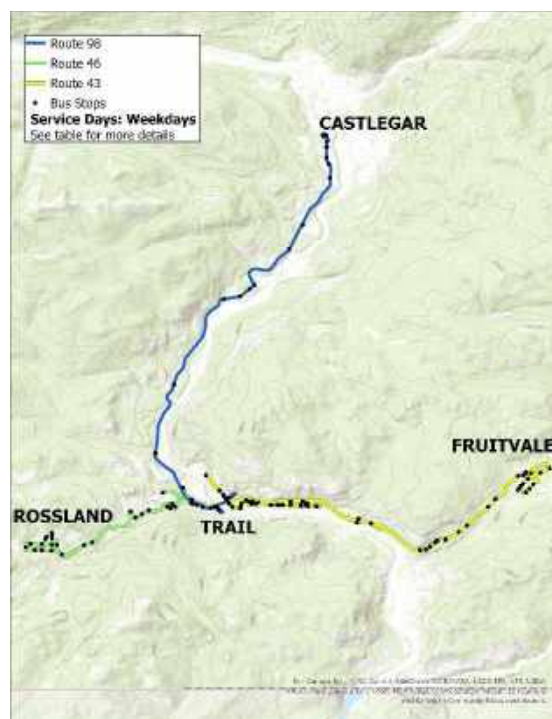 Route 98
Route 46
Route 43
Bus Stops
Service Days: Weekdays
See table for more details
CASTLEGAR
FRUITVALE
ROSSLAND
TRAIL